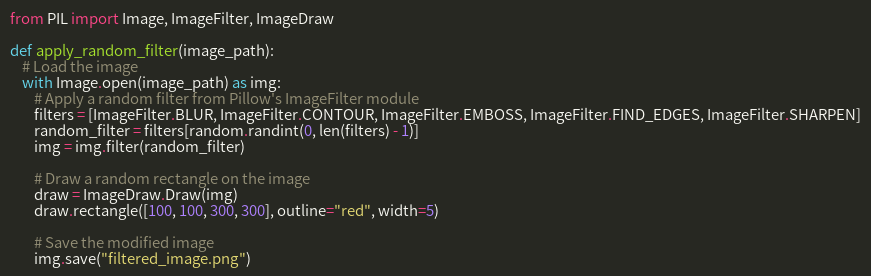 from PIL import Image, ImageFilter, ImageDraw
def apply_random_filter(image_path):
# Load the image
with Image.open(image_path) as img:
# Apply a random filter from Pillow's ImageFilter module
filters = [ImageFilter.BLUR, ImageFilter.CONTOUR, ImageFilter.EMBOSS, ImageFilter.FIND_EDGES, ImageFilter.SHARPEN]
random_filter = filters[random.randint(0, len(filters) - 1)]
img = img.filter(random_filter)
# Draw a random rectangle on the image
draw = ImageDraw.Draw(img)
draw.rectangle([100, 100, 300, 300], outline="red", width=5)
# Save the modified image
img.save("filtered_image.png")